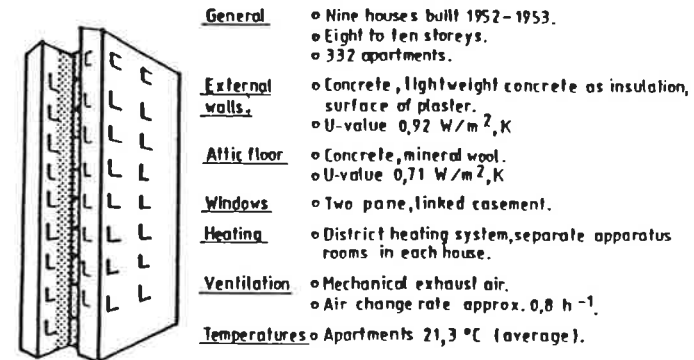 General ∘ Nine houses built 1952-1953.
∘ Eight to ten storeys.
∘ 332 apartments.
External walls. ∘ Concrete, lightweight concrete as insulation,
surface of plaster.
∘ U-value 0,92 W/m², K
Attic floor ∘ Concrete, mineral wool.
∘ U-value 0,71 W/m², K
Windows ∘ Two pane, linked casement.
Heating ∘ District heating system, separate apparatus
rooms in each house.
Ventilation ∘ Mechanical exhaust air.
∘ Air change rate approx. 0,8 h⁻¹.
Temperatures ∘ Apartments 21,3 °C (average).